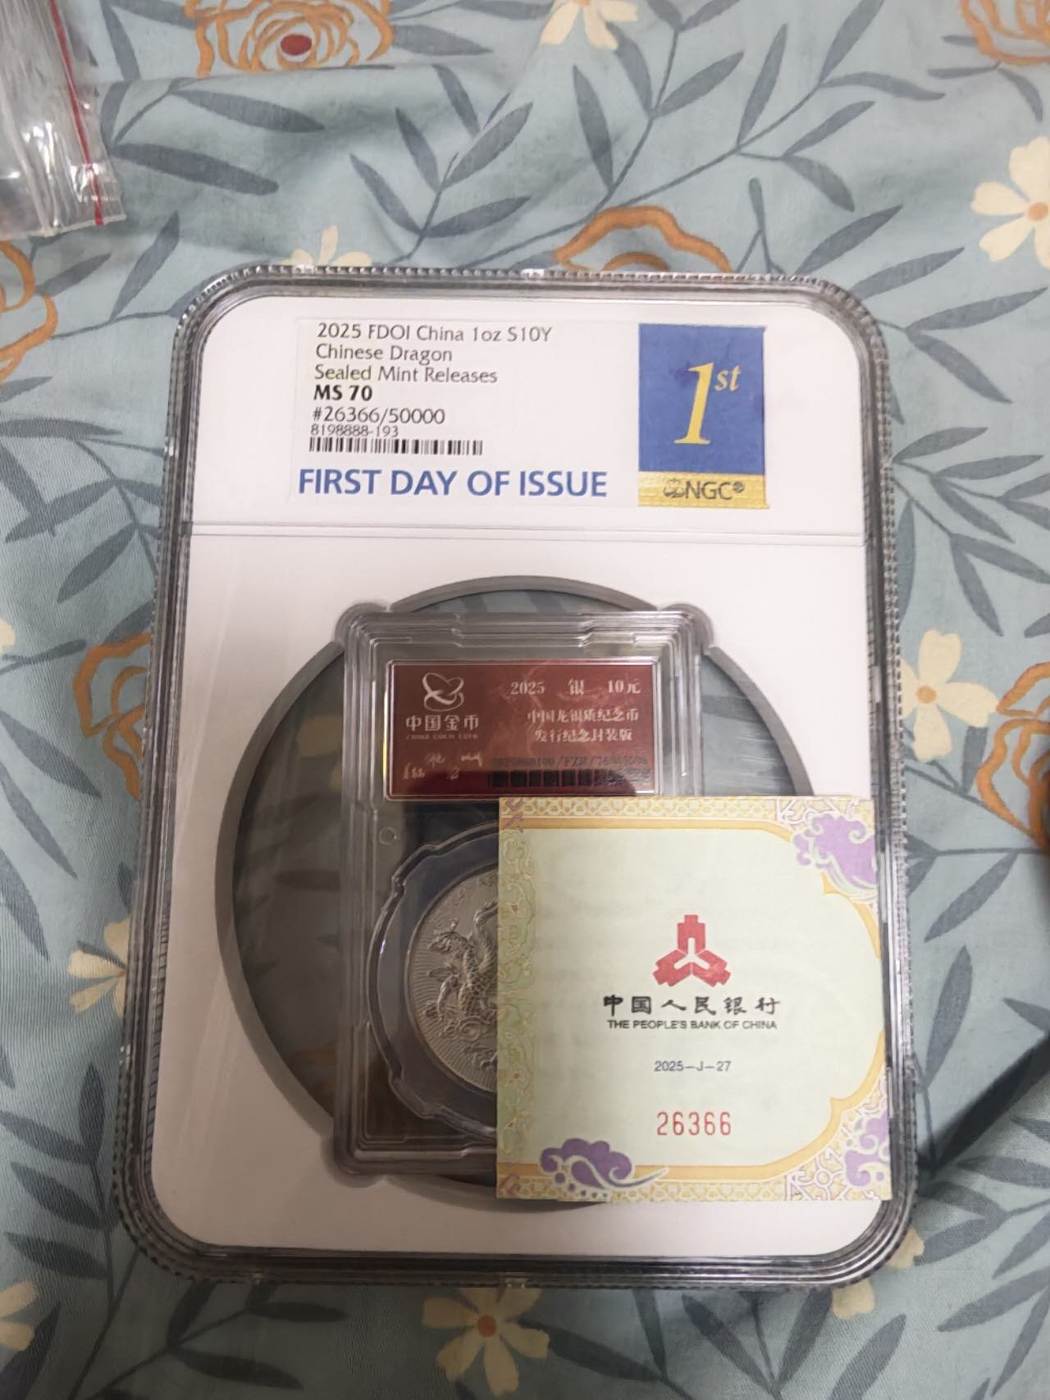 2025 FDOI China 1oz S10Y
Chinese Dragon
Sealed Mint Releases
MS 70
#26366/50000
8198888-193
FIRST DAY OF ISSUE
1st
NGC®
中国金币
CHINA GOLD COIN
2025 银 10元
中国龙银质纪念币
发行纪念封装版
中国人民银行
THE PEOPLE'S BANK OF CHINA
2025-J-27
26366